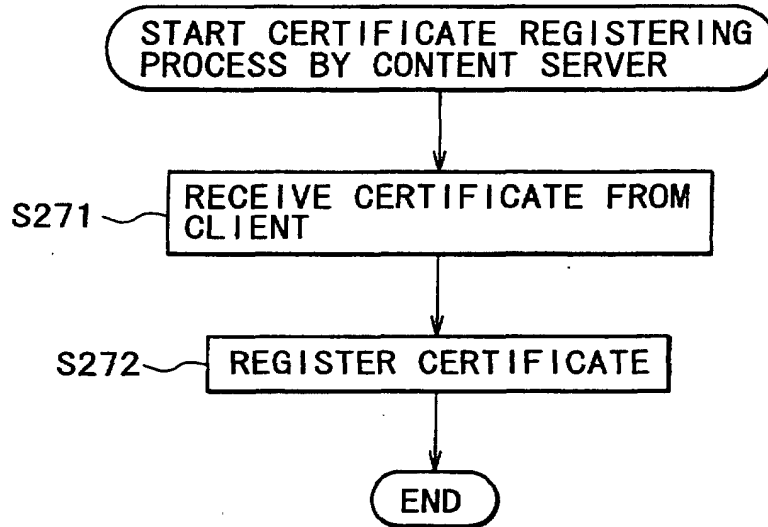 START CERTIFICATE REGISTERING
PROCESS BY CONTENT SERVER
S271
RECEIVE CERTIFICATE FROM
CLIENT
S272
REGISTER CERTIFICATE
END